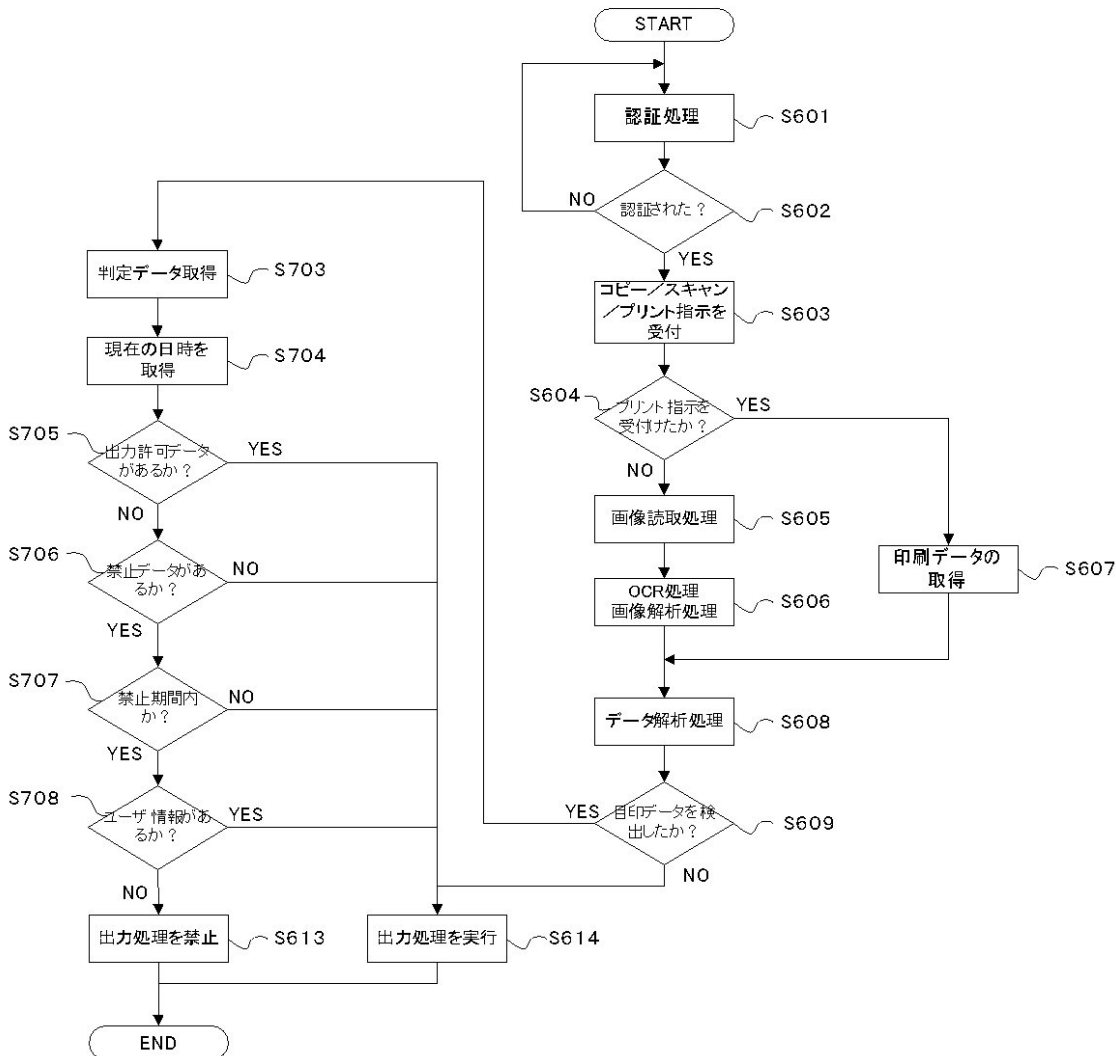 START
認証処理
S601
認証された？
S602
NO
YES
コピー／スキャン
／プリント指示を
受付
S603
S604
プリント指示を
受付けたか？
YES
NO
画像読取処理
S605
OCR処理
画像解析処理
S606
印刷データの
取得
S607
データ解析処理
S608
目印データを検
出したか？
S609
YES
NO
判定データ取得
S703
現在の日時を
取得
S704
S705
出力許可データ
があるか？
YES
NO
S706
禁止データがあ
るか？
NO
YES
S707
禁止期間内
か？
NO
YES
S708
ユーザ情報があ
るか？
YES
NO
出力処理を禁止
S613
出力処理を実行
S614
END